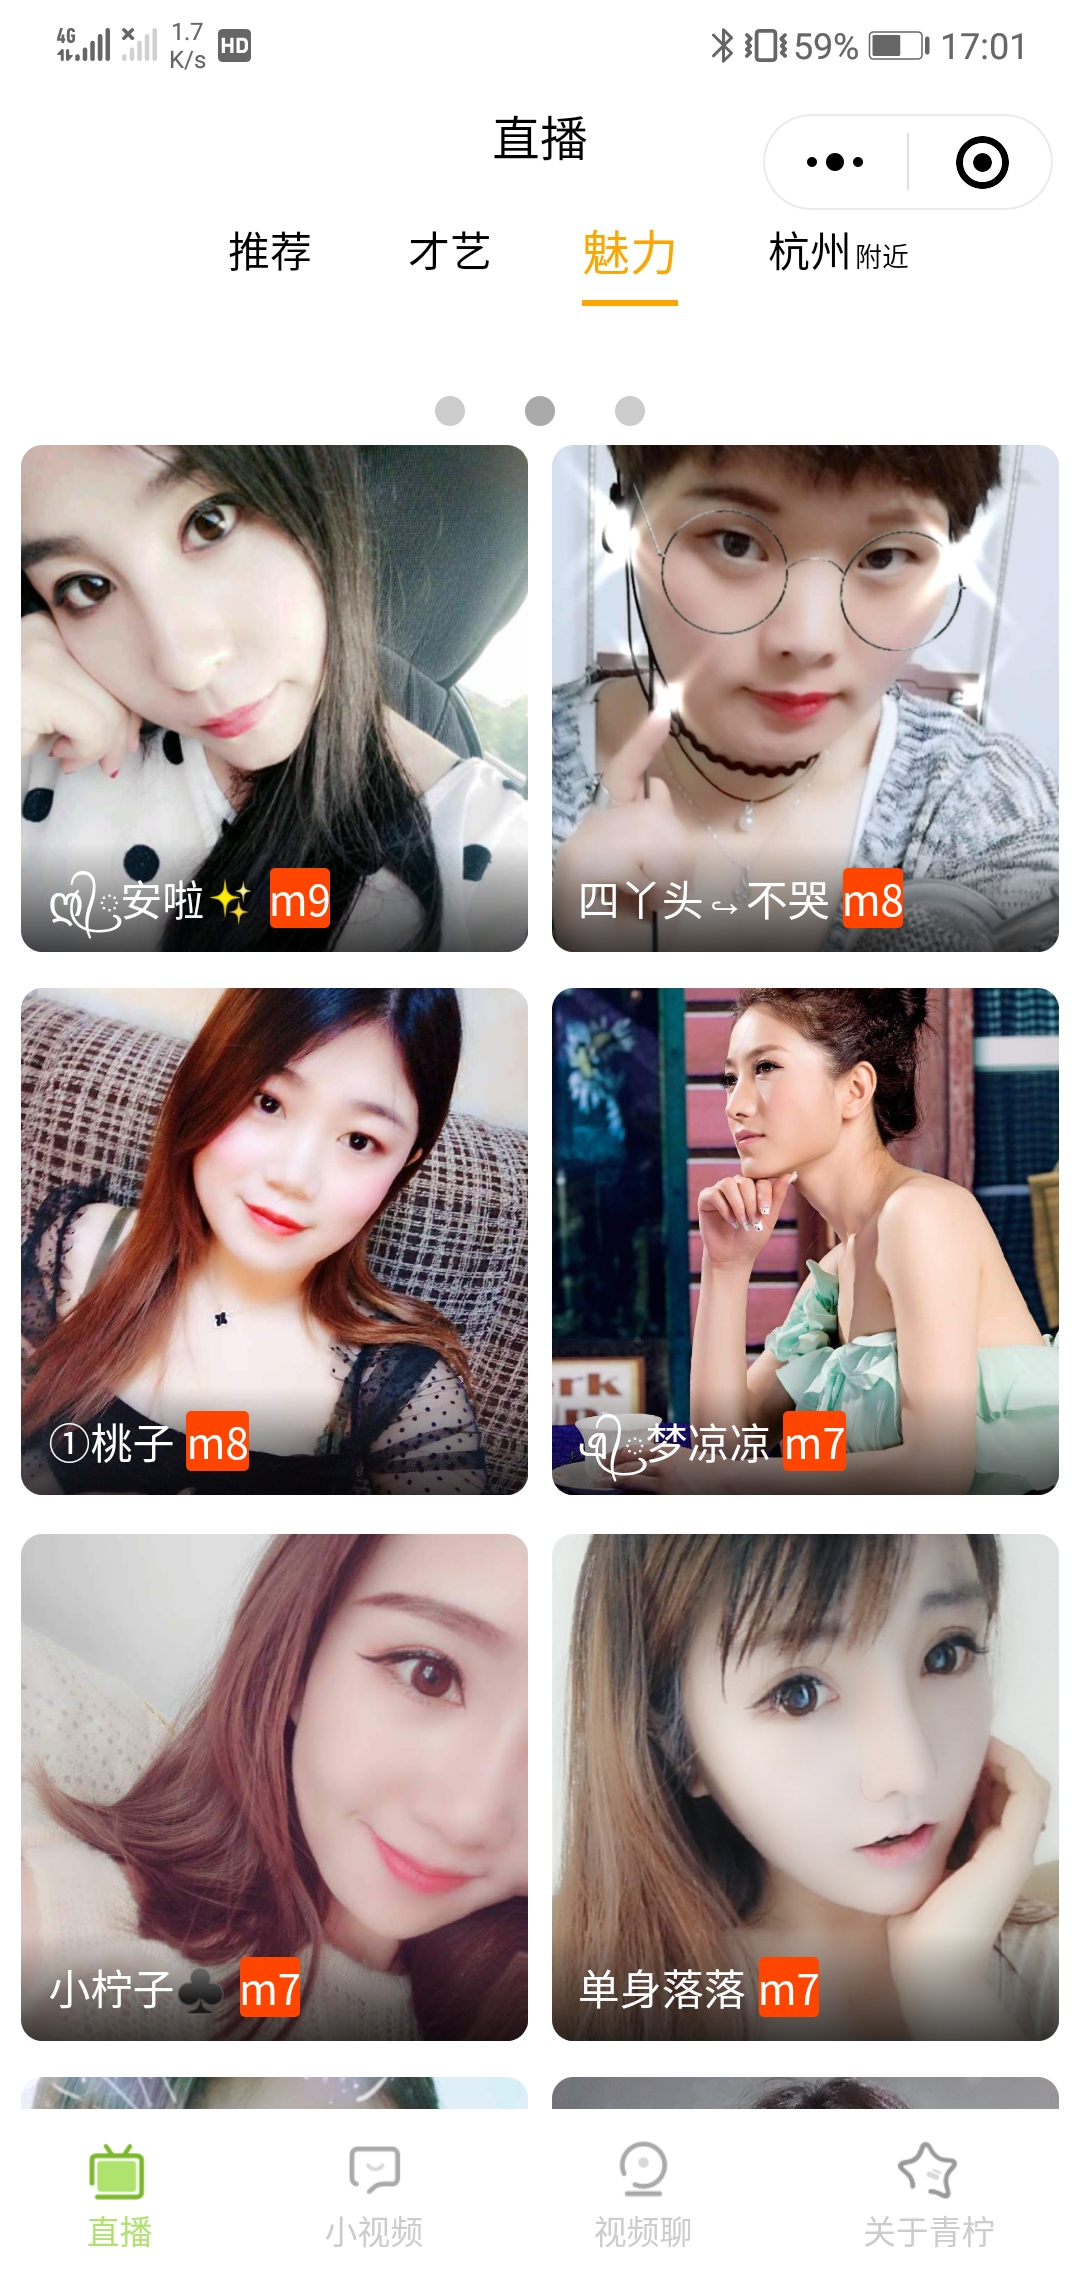 4G 1.7 K/s HD 59% 17:01
直播
推荐 才艺 魅力 杭州附近
安啦✨ m9
四丫头↪不哭 m8
①桃子 m8
梦凉凉 m7
小柠子♣ m7
单身落落 m7
直播 小视频 视频聊 关于青柠